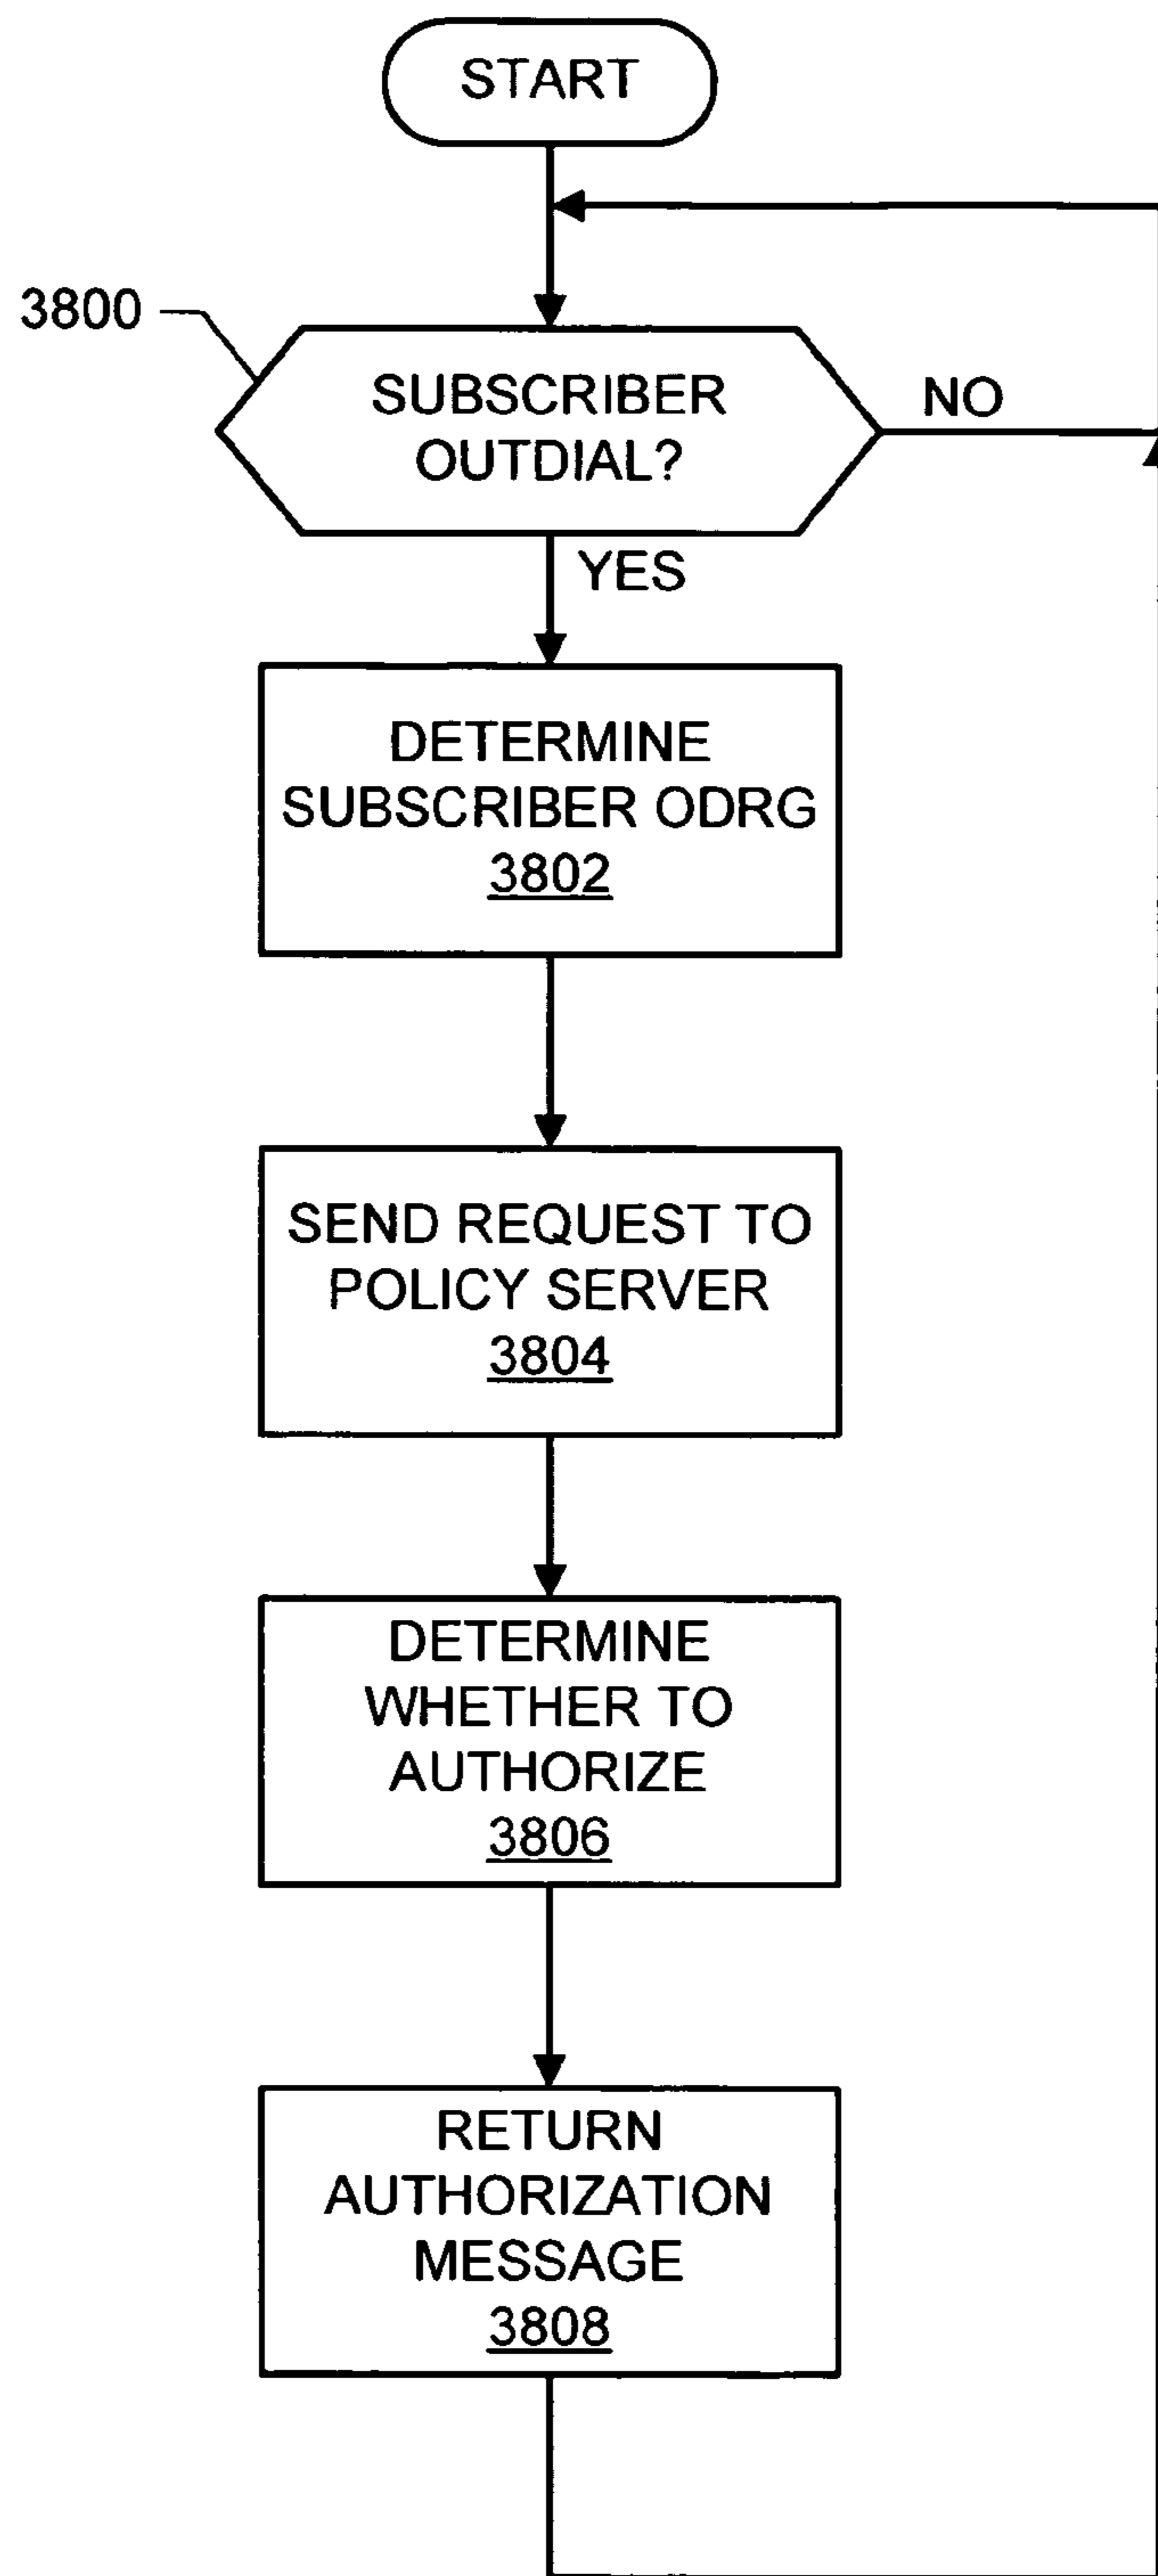 START
3800
SUBSCRIBER
OUTDIAL?
NO
YES
DETERMINE
SUBSCRIBER ODRG
3802
SEND REQUEST TO
POLICY SERVER
3804
DETERMINE
WHETHER TO
AUTHORIZE
3806
RETURN
AUTHORIZATION
MESSAGE
3808